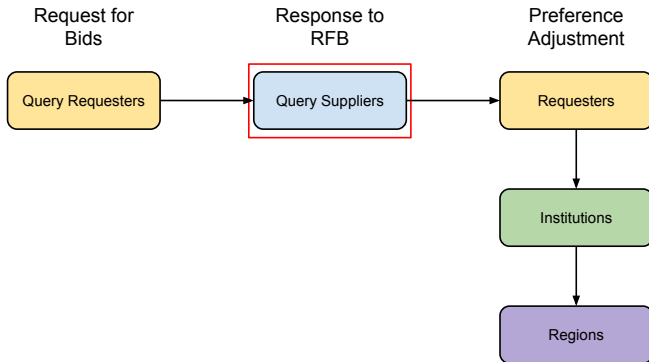 Request for
Bids
Response to
RFB
Preference
Adjustment
Query Requesters
Query Suppliers
Requesters
Institutions
Regions